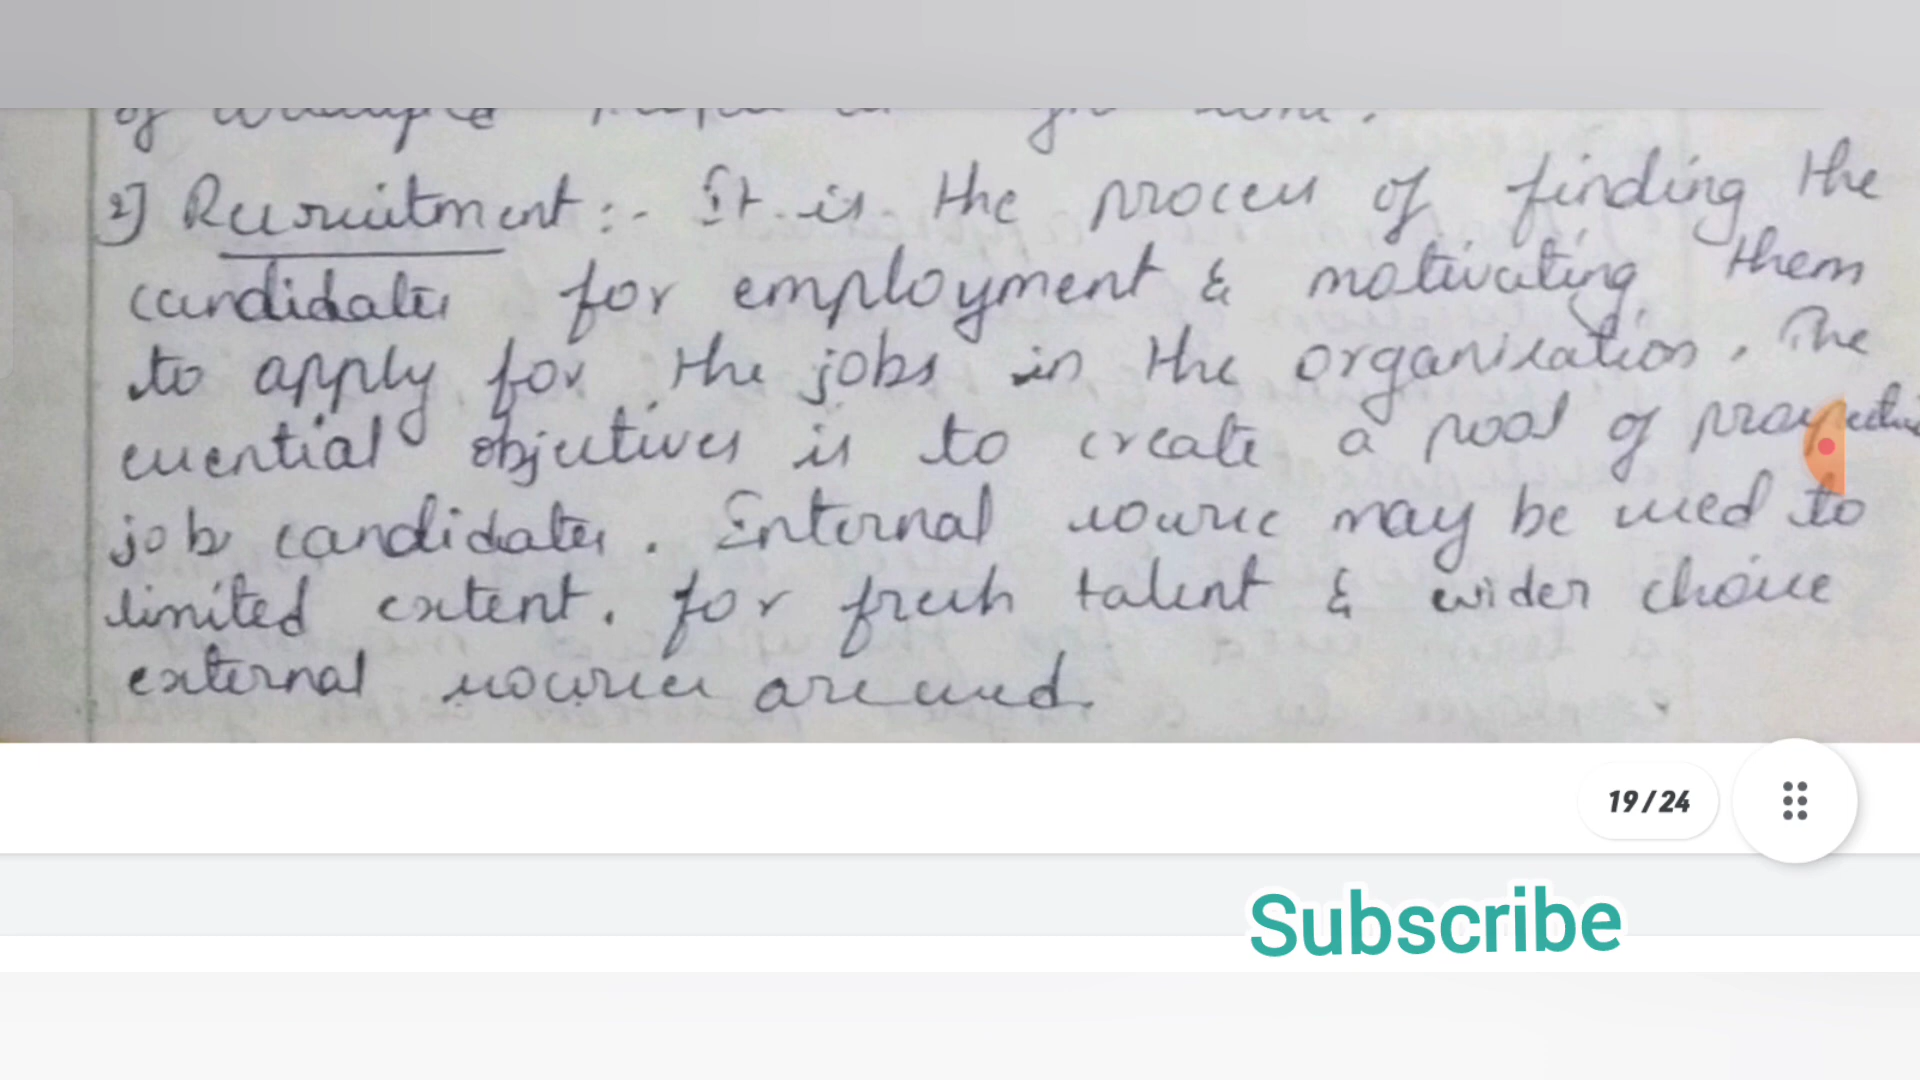 2] Recruitment :- It is the process of finding the
candidates for employment & motivating them
to apply for the jobs in the organisation. The
essential objectives is to create a pool of prospective
job candidates. Internal source may be used to
limited extent. for fresh talent & wider choice
external sources are used.
19/24
Subscribe